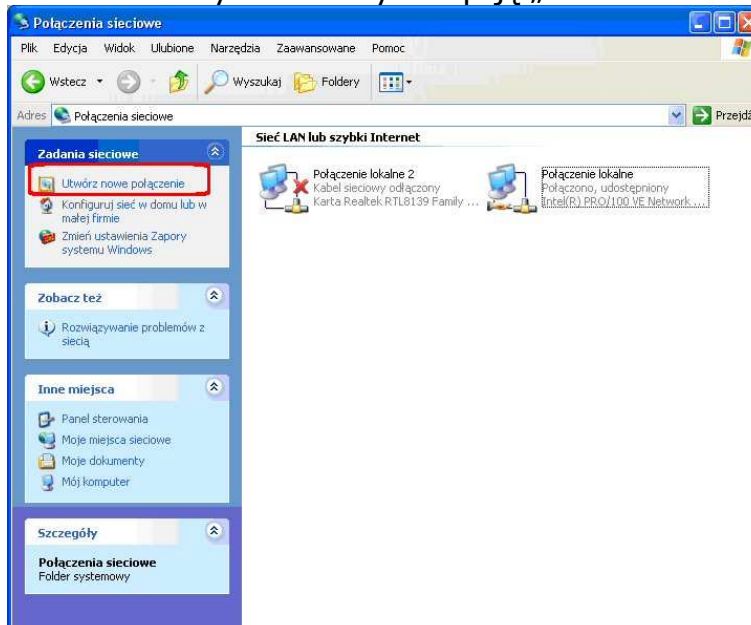 Połączenia sieciowe
Plik Edycja Widok Ulubione Narzędzia Zaawansowane Pomoc
Wstecz Wyszukaj Foldery
Adres Połączenia sieciowe Przejdź
Zadania sieciowe
Utwórz nowe połączenie
Konfiguruj sieć w domu lub w
małej firmie
Zmień ustawienia Zapory
systemu Windows
Zobacz też
Rozwiązywanie problemów z
siecią
Inne miejsca
Panel sterowania
Moje miejsca sieciowe
Moje dokumenty
Mój komputer
Szczegóły
Połączenia sieciowe
Folder systemowy
Sieć LAN lub szybki Internet
Połączenie lokalne 2
Kabel sieciowy odłączony
Karta Realtek RTL8139 Family ...
Połączenie lokalne
Połączono, udostępniony
Intel(R) PRO/100 VE Network ...